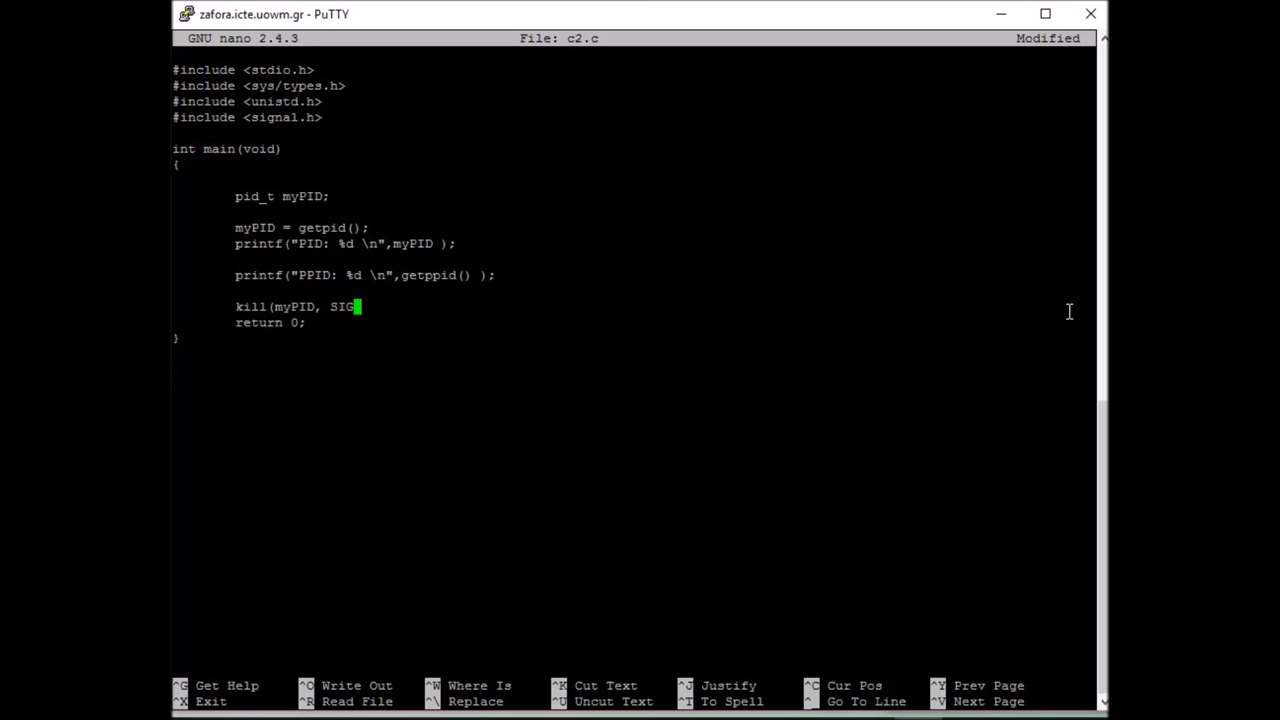 zafora.icte.uowm.gr - PuTTY
GNU nano 2.4.3 File: c2.c Modified
#include <stdio.h>
#include <sys/types.h>
#include <unistd.h>
#include <signal.h>
int main(void)
{
pid_t myPID;
myPID = getpid();
printf("PID: %d \n",myPID );
printf("PPID: %d \n",getppid() );
kill(myPID, SIG
return 0;
}
^G Get Help ^O Write Out ^W Where Is ^K Cut Text ^J Justify ^C Cur Pos ^Y Prev Page
^X Exit ^R Read File ^\ Replace ^U Uncut Text ^T To Spell ^_ Go To Line ^V Next Page